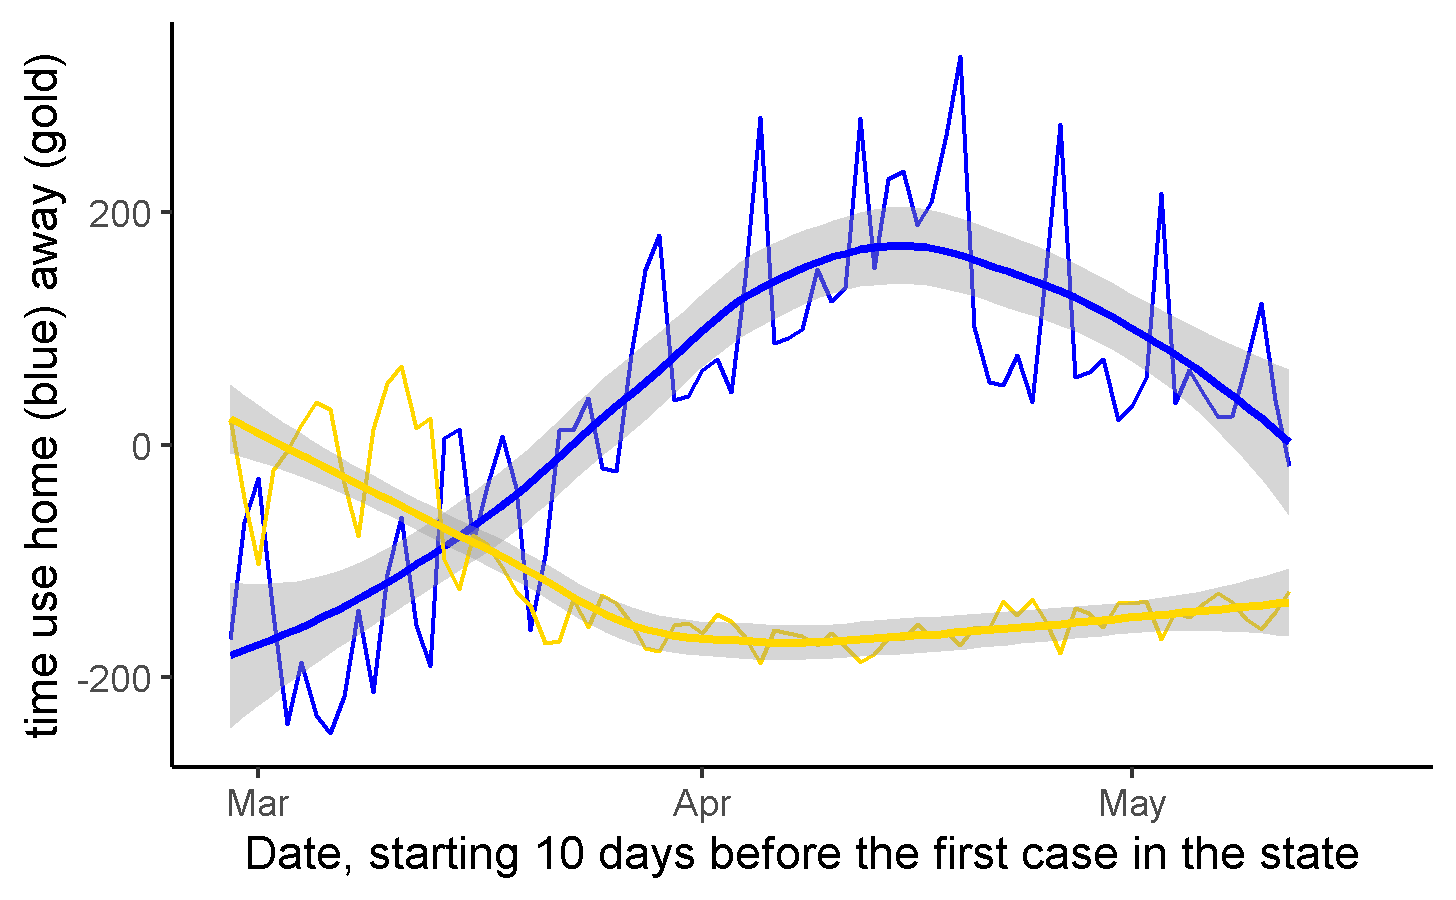 time use home (blue) away (gold)
200
0
-200
Mar
Apr
May
Date, starting 10 days before the first case in the state